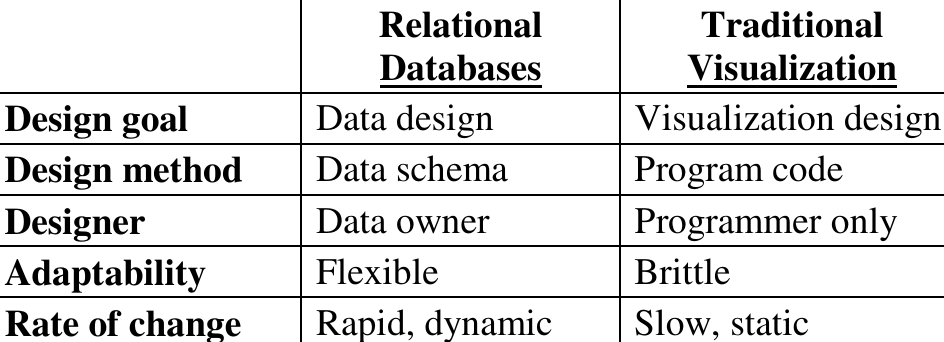 Relational Traditional
Databases Visualization
Design goal Data design Visualization design
Design method Data schema Program code
Designer Data owner Programmer only
Adaptability Flexible Brittle
Rate of change Rapid, dynamic Slow, static